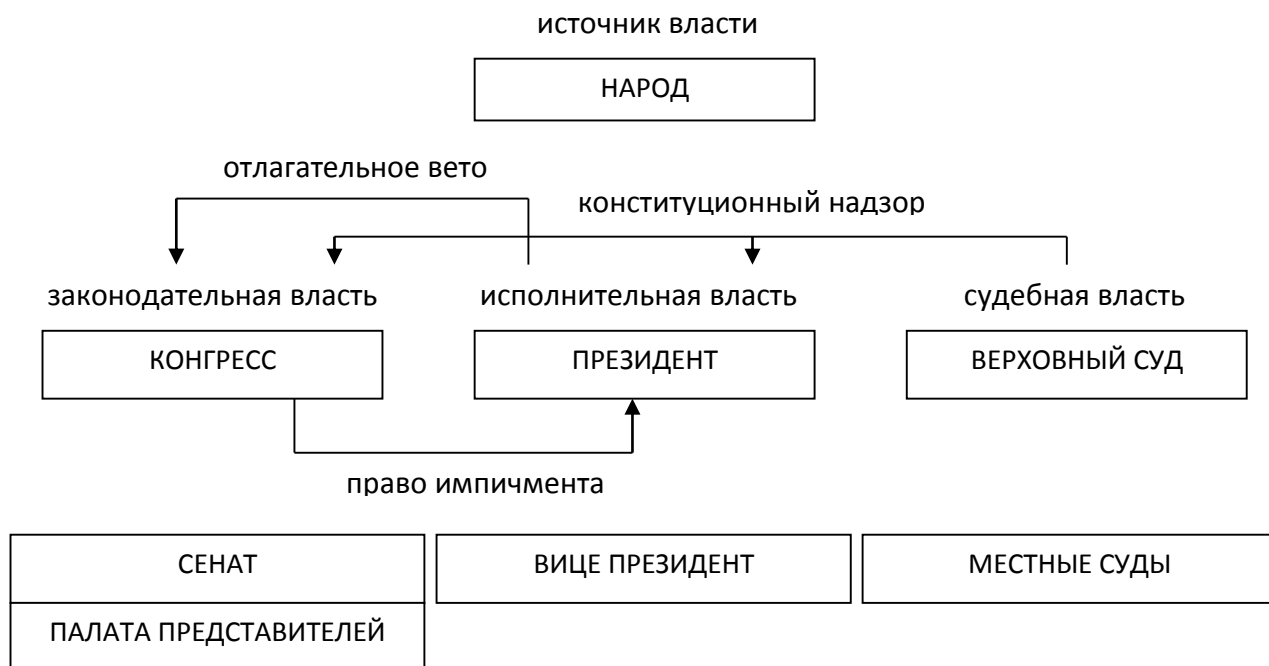 источник власти
НАРОД
отлагательное вето
конституционный надзор
законодательная власть
исполнительная власть
судебная власть
КОНГРЕСС
ПРЕЗИДЕНТ
ВЕРХОВНЫЙ СУД
право импичмента
СЕНАТ
ВИЦЕ ПРЕЗИДЕНТ
МЕСТНЫЕ СУДЫ
ПАЛАТА ПРЕДСТАВИТЕЛЕЙ